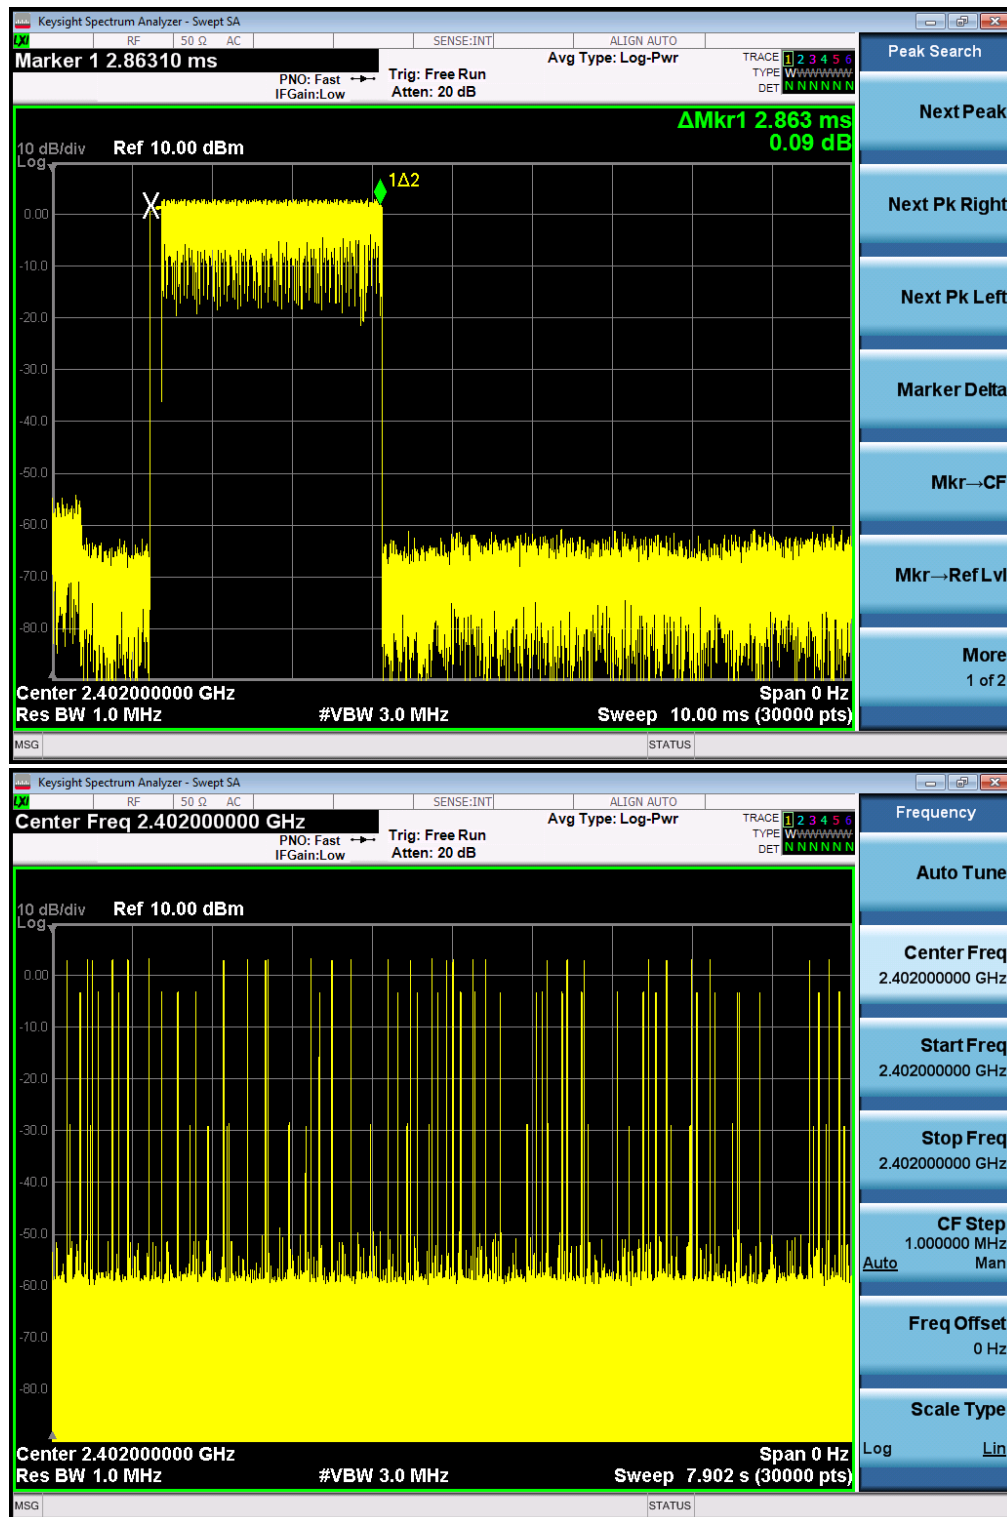 Keysight Spectrum Analyzer - Swept SA
LXI RF 50 Ω AC SENSE:INT ALIGN AUTO
Marker 1 2.86310 ms
PNO: Fast
IFGain:Low
Trig: Free Run
Atten: 20 dB
Avg Type: Log-Pwr
TRACE 1 2 3 4 5 6
TYPE WWWWWW
DET N N N N N N
ΔMkr1 2.863 ms
0.09 dB
10 dB/div Ref 10.00 dBm
Log
1Δ2
0.00
-10.0
-20.0
-30.0
-40.0
-50.0
-60.0
-70.0
-80.0
Center 2.402000000 GHz Span 0 Hz
Res BW 1.0 MHz #VBW 3.0 MHz Sweep 10.00 ms (30000 pts)
MSG STATUS
Peak Search
Next Peak
Next Pk Right
Next Pk Left
Marker Delta
Mkr→CF
Mkr→Ref Lvl
More
1 of 2
Keysight Spectrum Analyzer - Swept SA
LXI RF 50 Ω AC SENSE:INT ALIGN AUTO
Center Freq 2.402000000 GHz
PNO: Fast
IFGain:Low
Trig: Free Run
Atten: 20 dB
Avg Type: Log-Pwr
TRACE 1 2 3 4 5 6
TYPE WWWWWW
DET N N N N N N
10 dB/div Ref 10.00 dBm
Log
0.00
-10.0
-20.0
-30.0
-40.0
-50.0
-60.0
-70.0
-80.0
Center 2.402000000 GHz Span 0 Hz
Res BW 1.0 MHz #VBW 3.0 MHz Sweep 7.902 s (30000 pts)
MSG STATUS
Frequency
Auto Tune
Center Freq
2.402000000 GHz
Start Freq
2.402000000 GHz
Stop Freq
2.402000000 GHz
CF Step
1.000000 MHz
Auto Man
Freq Offset
0 Hz
Scale Type
Log Lin